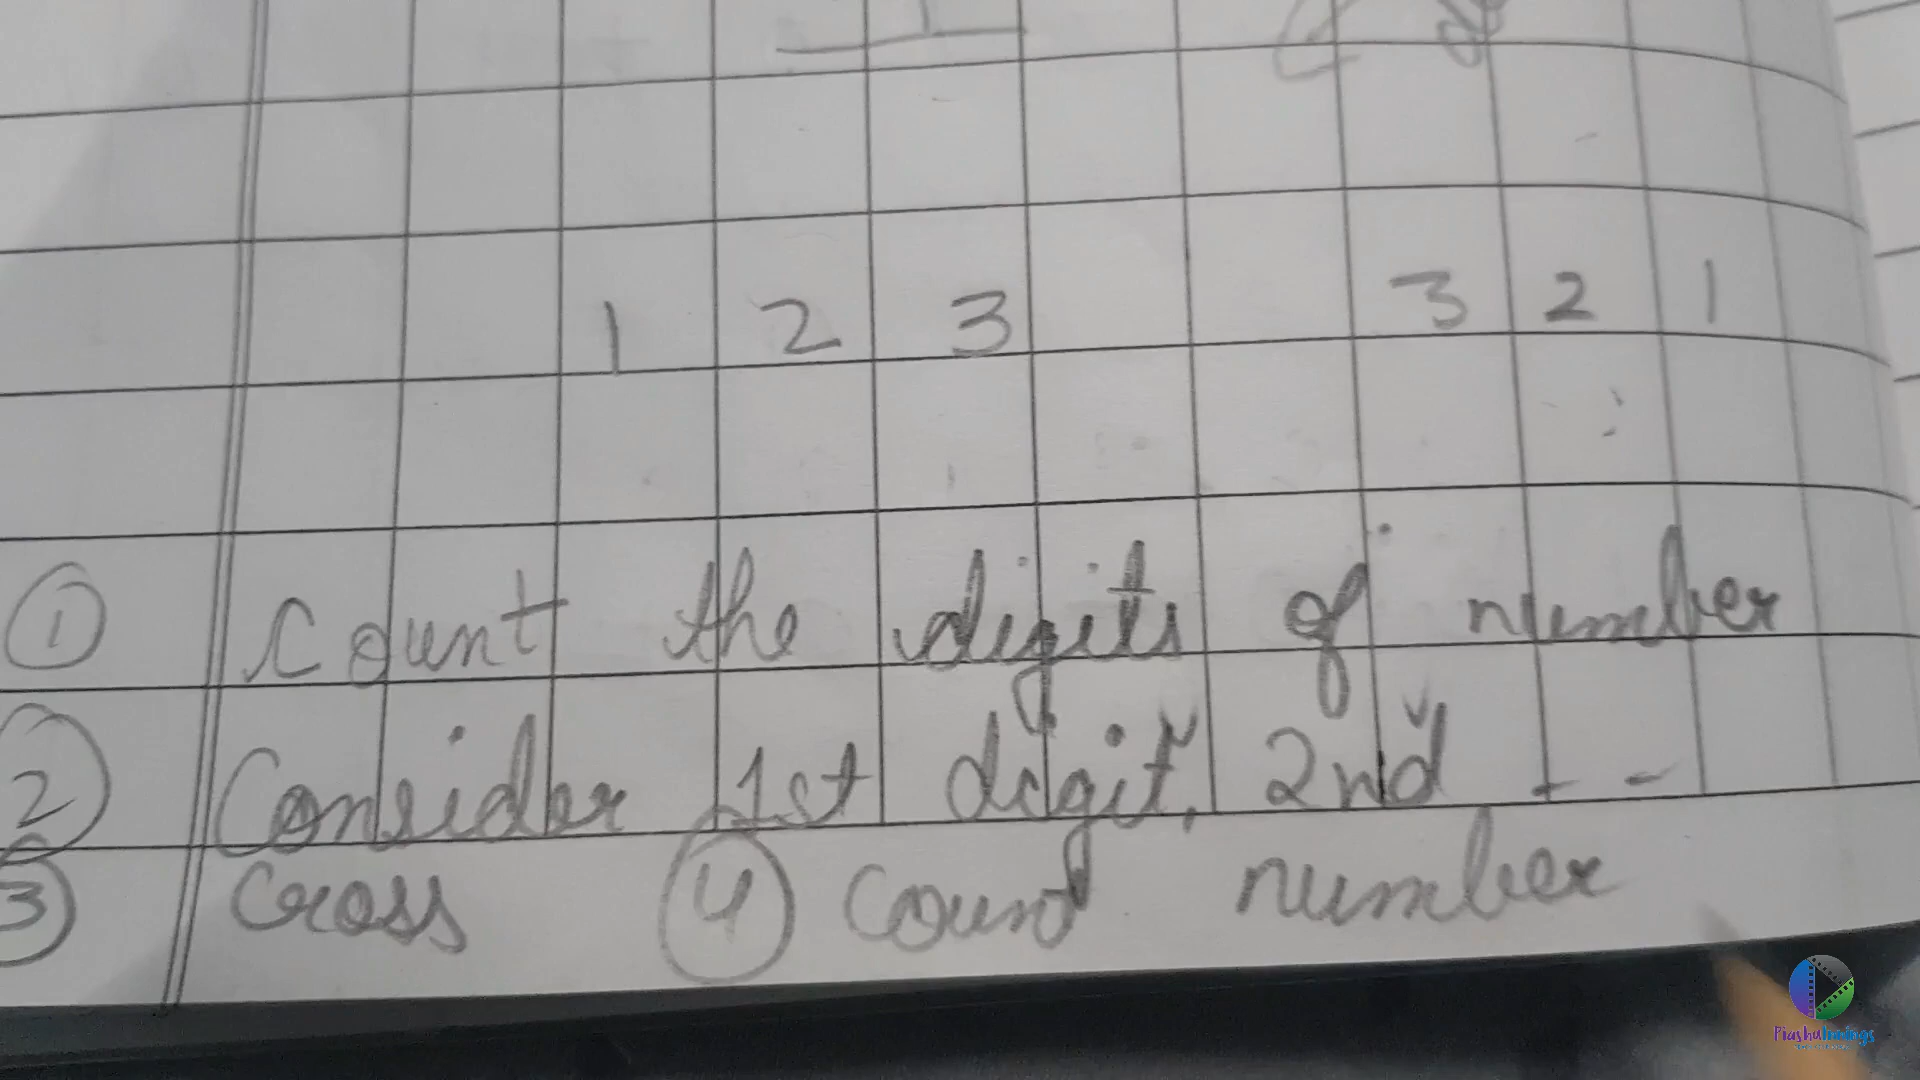 1 2 3 3 2 1
① Count the digits of number
② Consider 1st digit, 2nd - -
③ Cross ④ Count number